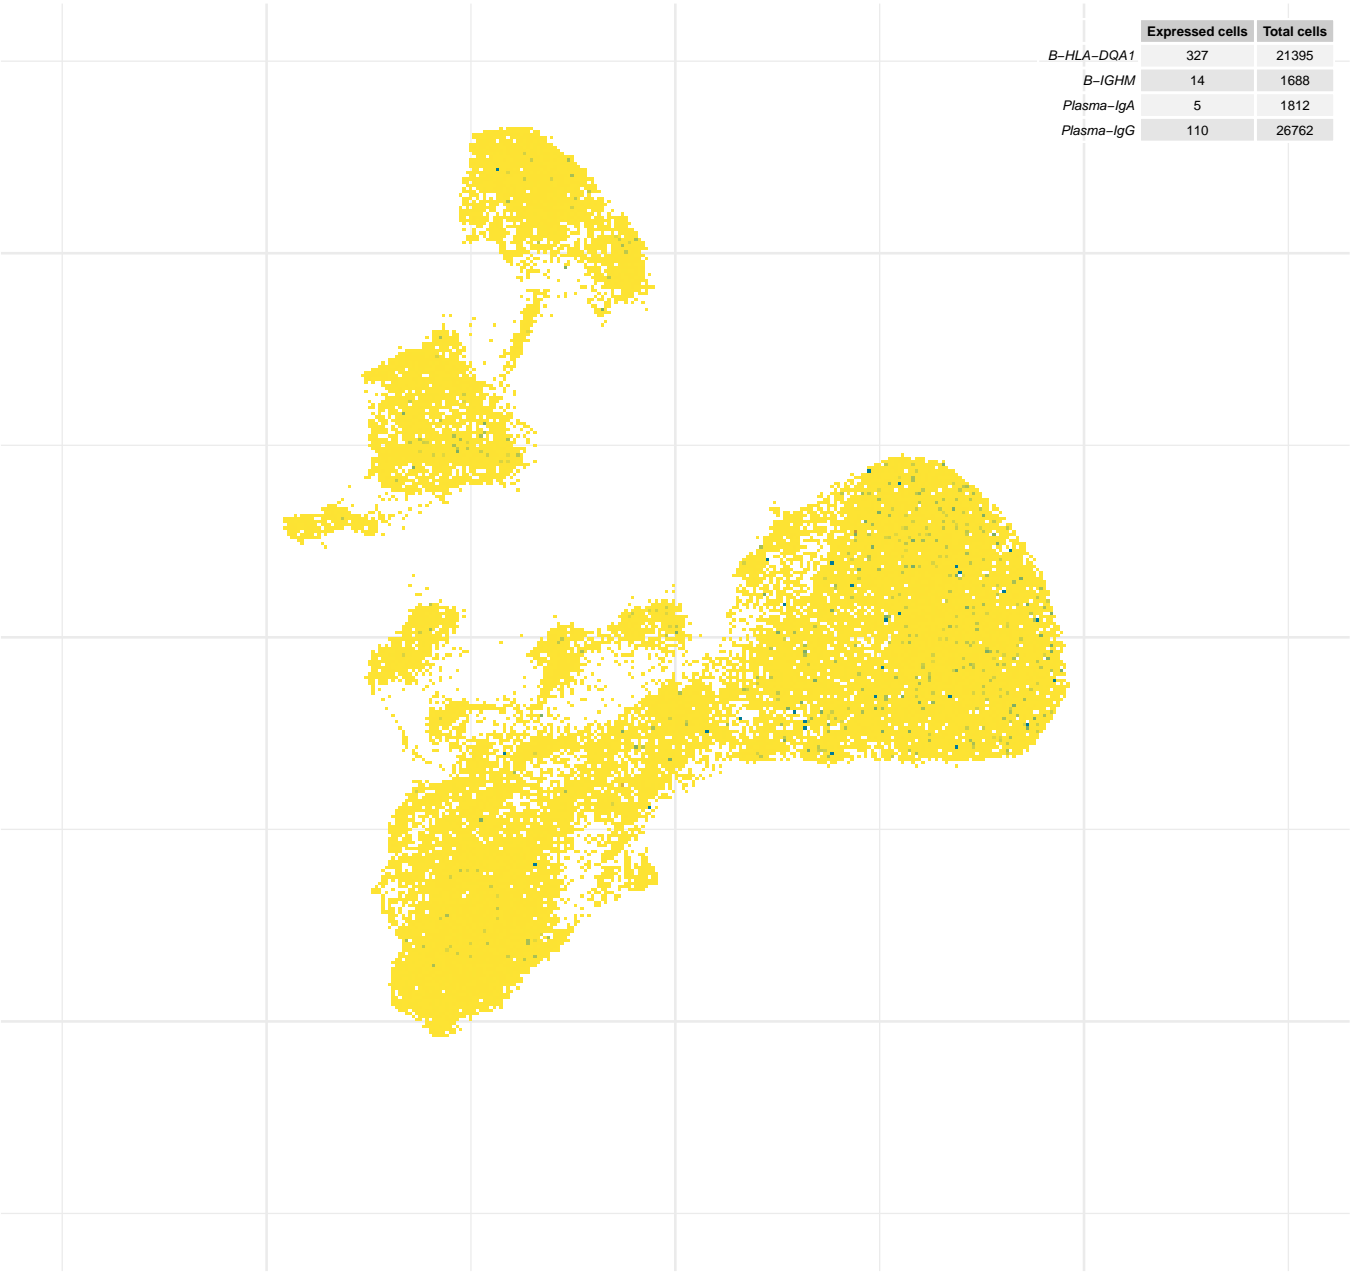 Expressed cells Total cells
B−HLA−DQA1 327 21395
B−IGHM 14 1688
Plasma−IgA 5 1812
Plasma−IgG 110 26762